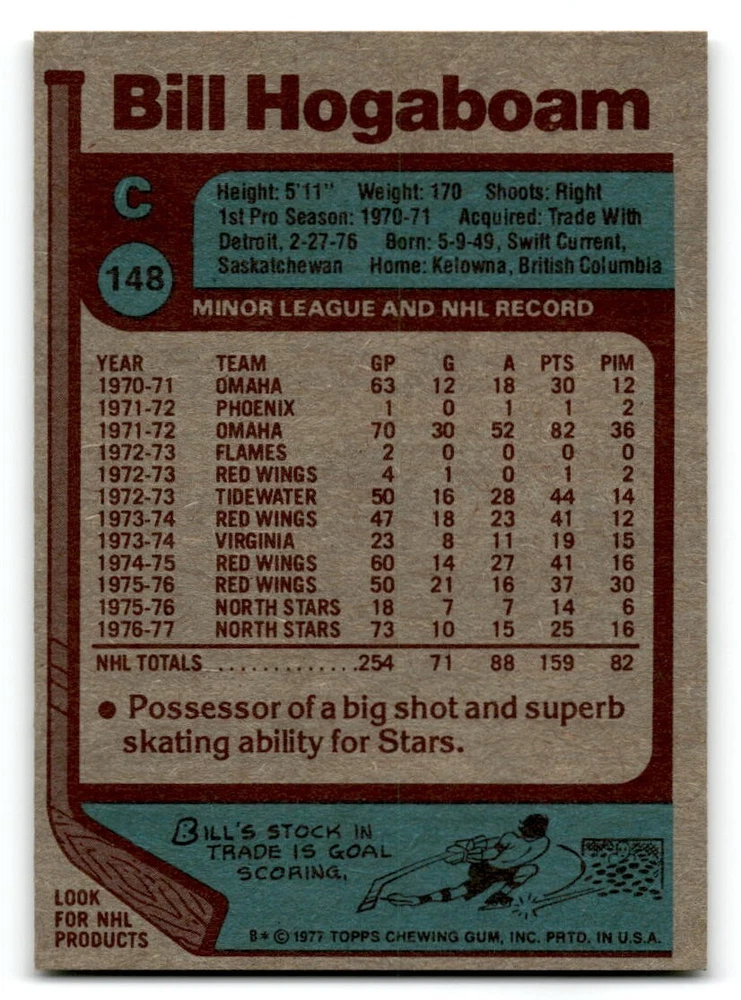 Bill Hogaboam
C
Height: 5'11" Weight: 170 Shoots: Right
1st Pro Season: 1970-71 Acquired: Trade With
Detroit, 2-27-76 Born: 5-9-49, Swift Current,
Saskatchewan Home: Kelowna, British Columbia
148
MINOR LEAGUE AND NHL RECORD
YEAR TEAM GP G A PTS PIM
1970-71 OMAHA 63 12 18 30 12
1971-72 PHOENIX 1 0 1 1 2
1971-72 OMAHA 70 30 52 82 36
1972-73 FLAMES 2 0 0 0 0
1972-73 RED WINGS 4 1 0 1 2
1972-73 TIDEWATER 50 16 28 44 14
1973-74 RED WINGS 47 18 23 41 12
1973-74 VIRGINIA 23 8 11 19 15
1974-75 RED WINGS 60 14 27 41 16
1975-76 RED WINGS 50 21 16 37 30
1975-76 NORTH STARS 18 7 7 14 6
1976-77 NORTH STARS 73 10 15 25 16
NHL TOTALS .............254 71 88 159 82
● Possessor of a big shot and superb
skating ability for Stars.
BILL'S STOCK IN
TRADE IS GOAL
SCORING.
LOOK
FOR NHL
PRODUCTS
B* © 1977 TOPPS CHEWING GUM, INC. PRTD. IN U.S.A.